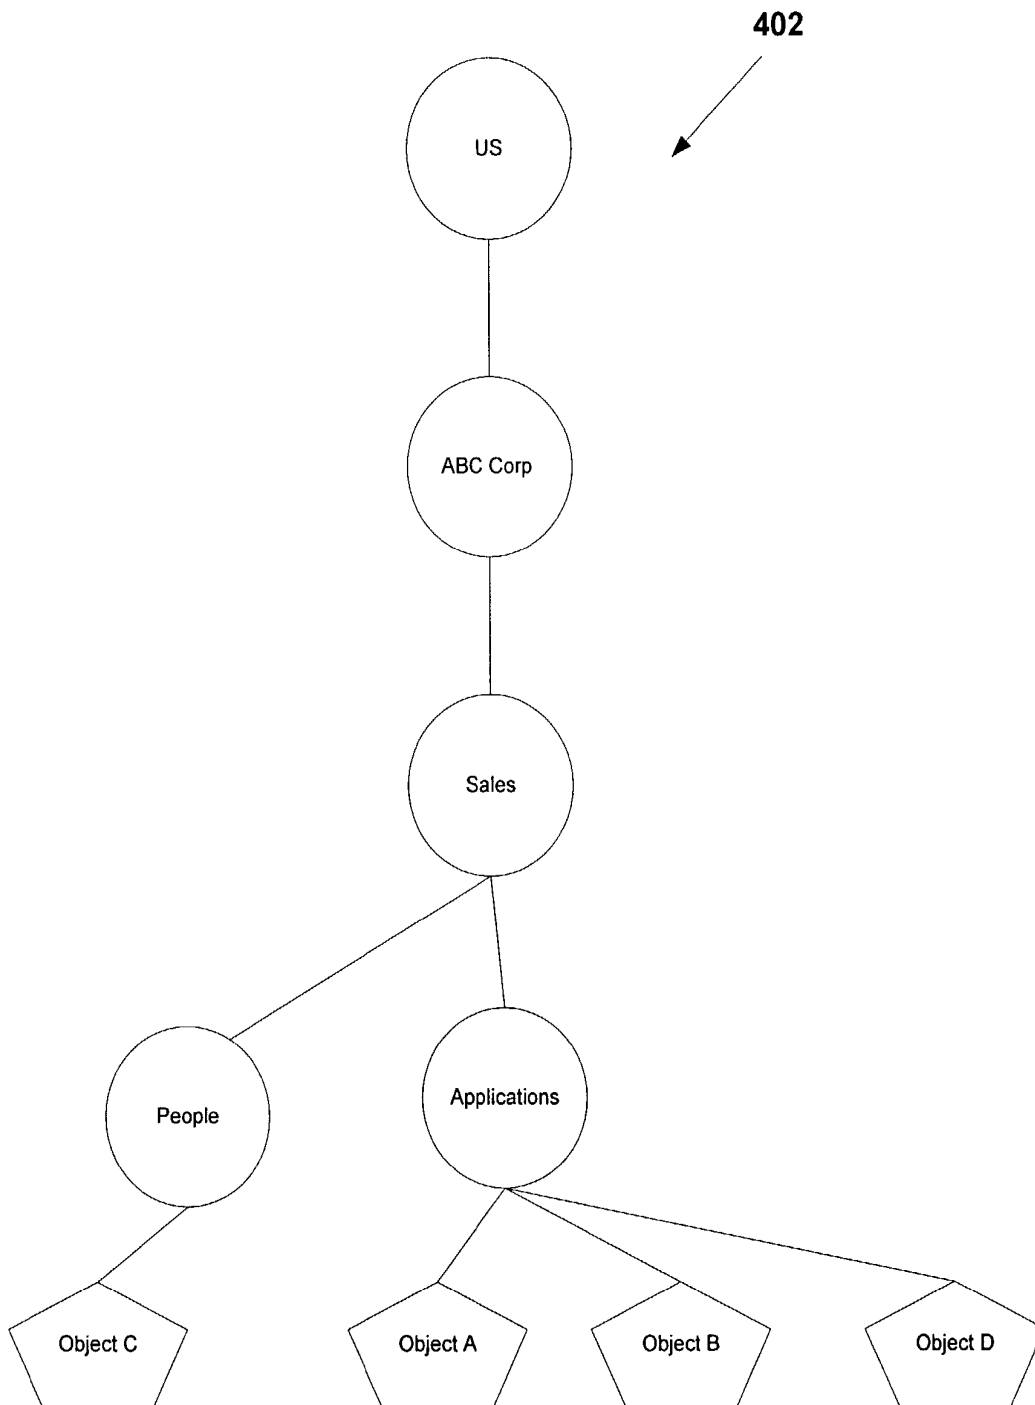 402
US
ABC Corp
Sales
People
Applications
Object C
Object A
Object B
Object D